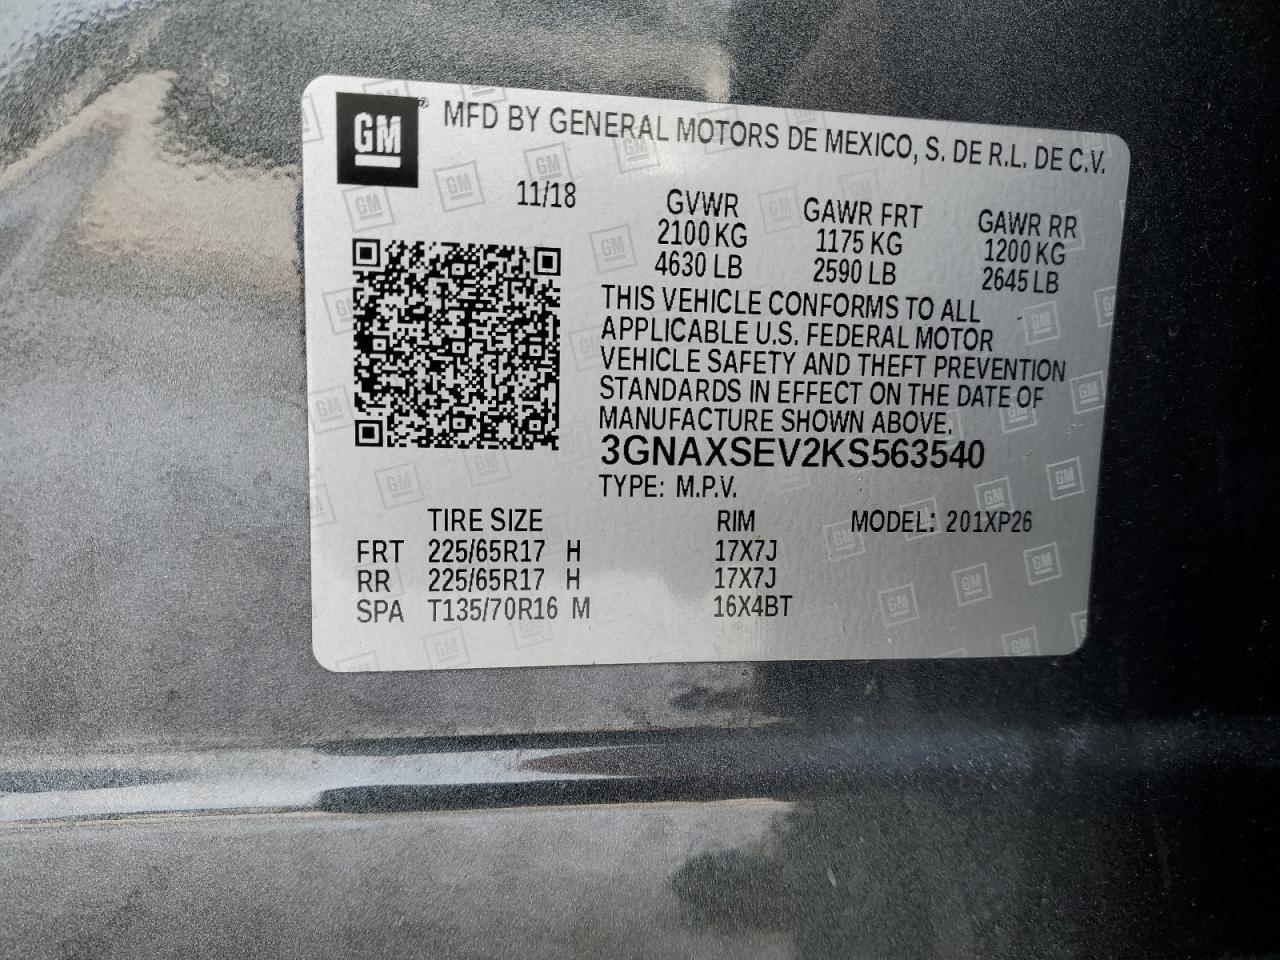 GM® MFD BY GENERAL MOTORS DE MEXICO, S. DE R.L. DE C.V.
11/18 GVWR GAWR FRT GAWR RR
2100 KG 1175 KG 1200 KG
4630 LB 2590 LB 2645 LB
THIS VEHICLE CONFORMS TO ALL
APPLICABLE U.S. FEDERAL MOTOR
VEHICLE SAFETY AND THEFT PREVENTION
STANDARDS IN EFFECT ON THE DATE OF
MANUFACTURE SHOWN ABOVE.
3GNAXSEV2KS563540
TYPE: M.P.V.
TIRE SIZE RIM MODEL: 201XP26
FRT 225/65R17 H 17X7J
RR 225/65R17 H 17X7J
SPA T135/70R16 M 16X4BT